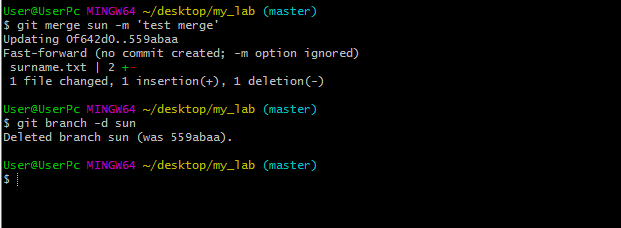 User@UserPc MINGW64 ~/desktop/my_lab (master)
$ git merge sun -m 'test merge'
Updating 0f642d0..559abaa
Fast-forward (no commit created; -m option ignored)
 surname.txt | 2 +-
 1 file changed, 1 insertion(+), 1 deletion(-)

User@UserPc MINGW64 ~/desktop/my_lab (master)
$ git branch -d sun
Deleted branch sun (was 559abaa).

User@UserPc MINGW64 ~/desktop/my_lab (master)
$